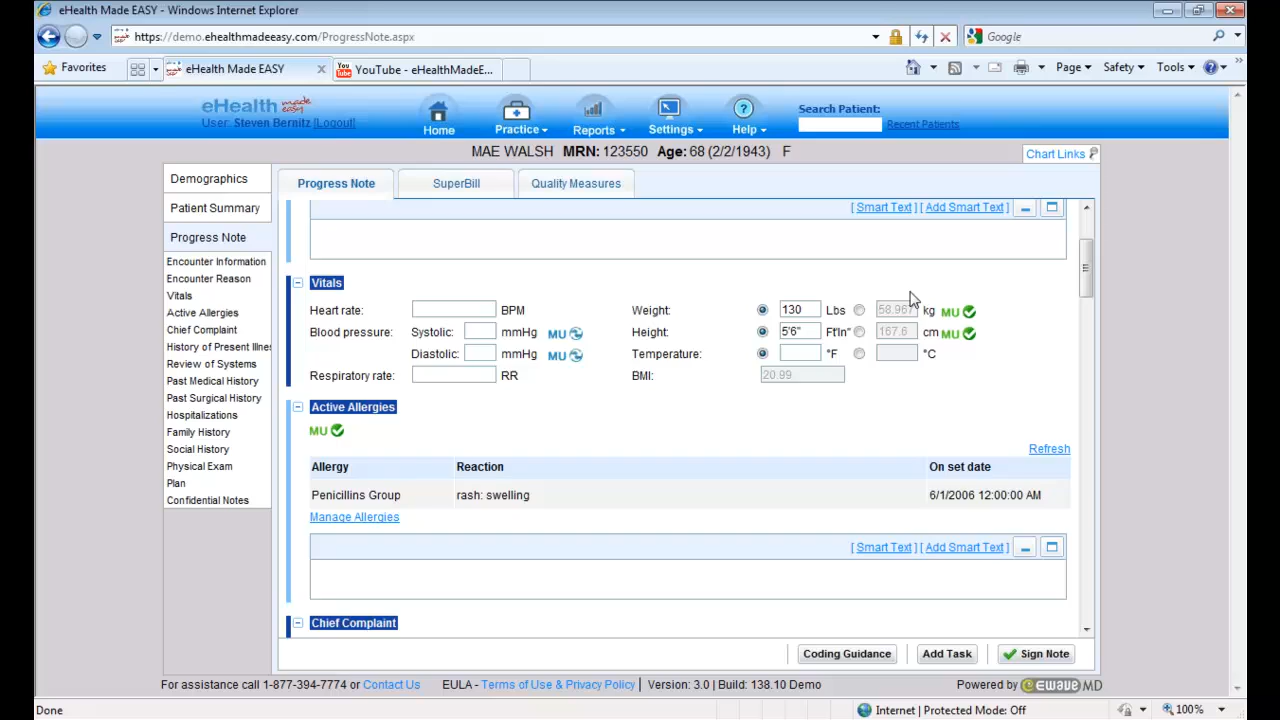 eHealth Made EASY - Windows Internet Explorer
https://demo.ehealthmadeeasy.com/ProgressNote.aspx
Google
Favorites
eHealth Made EASY
YouTube - eHealthMadeE...
Page
Safety
Tools
eHealth made easy
User: Steven Bernitz [Logout]
Home
Practice
Reports
Settings
Help
Search Patient:
Recent Patients
MAE WALSH MRN: 123550 Age: 68 (2/2/1943) F
Chart Links
Demographics
Patient Summary
Progress Note
Encounter Information
Encounter Reason
Vitals
Active Allergies
Chief Complaint
History of Present Illnes
Review of Systems
Past Medical History
Past Surgical History
Hospitalizations
Family History
Social History
Physical Exam
Plan
Confidential Notes
Progress Note
SuperBill
Quality Measures
[ Smart Text ] [ Add Smart Text ]
Vitals
Heart rate: BPM Weight: 130 Lbs 58.967 kg MU
Blood pressure: Systolic: mmHg MU Height: 5'6" Ft'In" 167.6 cm MU
Diastolic: mmHg MU Temperature: °F °C
Respiratory rate: RR BMI: 20.99
Active Allergies
MU
Refresh
Allergy Reaction On set date
Penicillins Group rash: swelling 6/1/2006 12:00:00 AM
Manage Allergies
[ Smart Text ] [ Add Smart Text ]
Chief Complaint
Coding Guidance
Add Task
Sign Note
For assistance call 1-877-394-7774 or Contact Us EULA - Terms of Use & Privacy Policy Version: 3.0 | Build: 138.10 Demo Powered by eWAVE MD
Done
Internet | Protected Mode: Off
100%